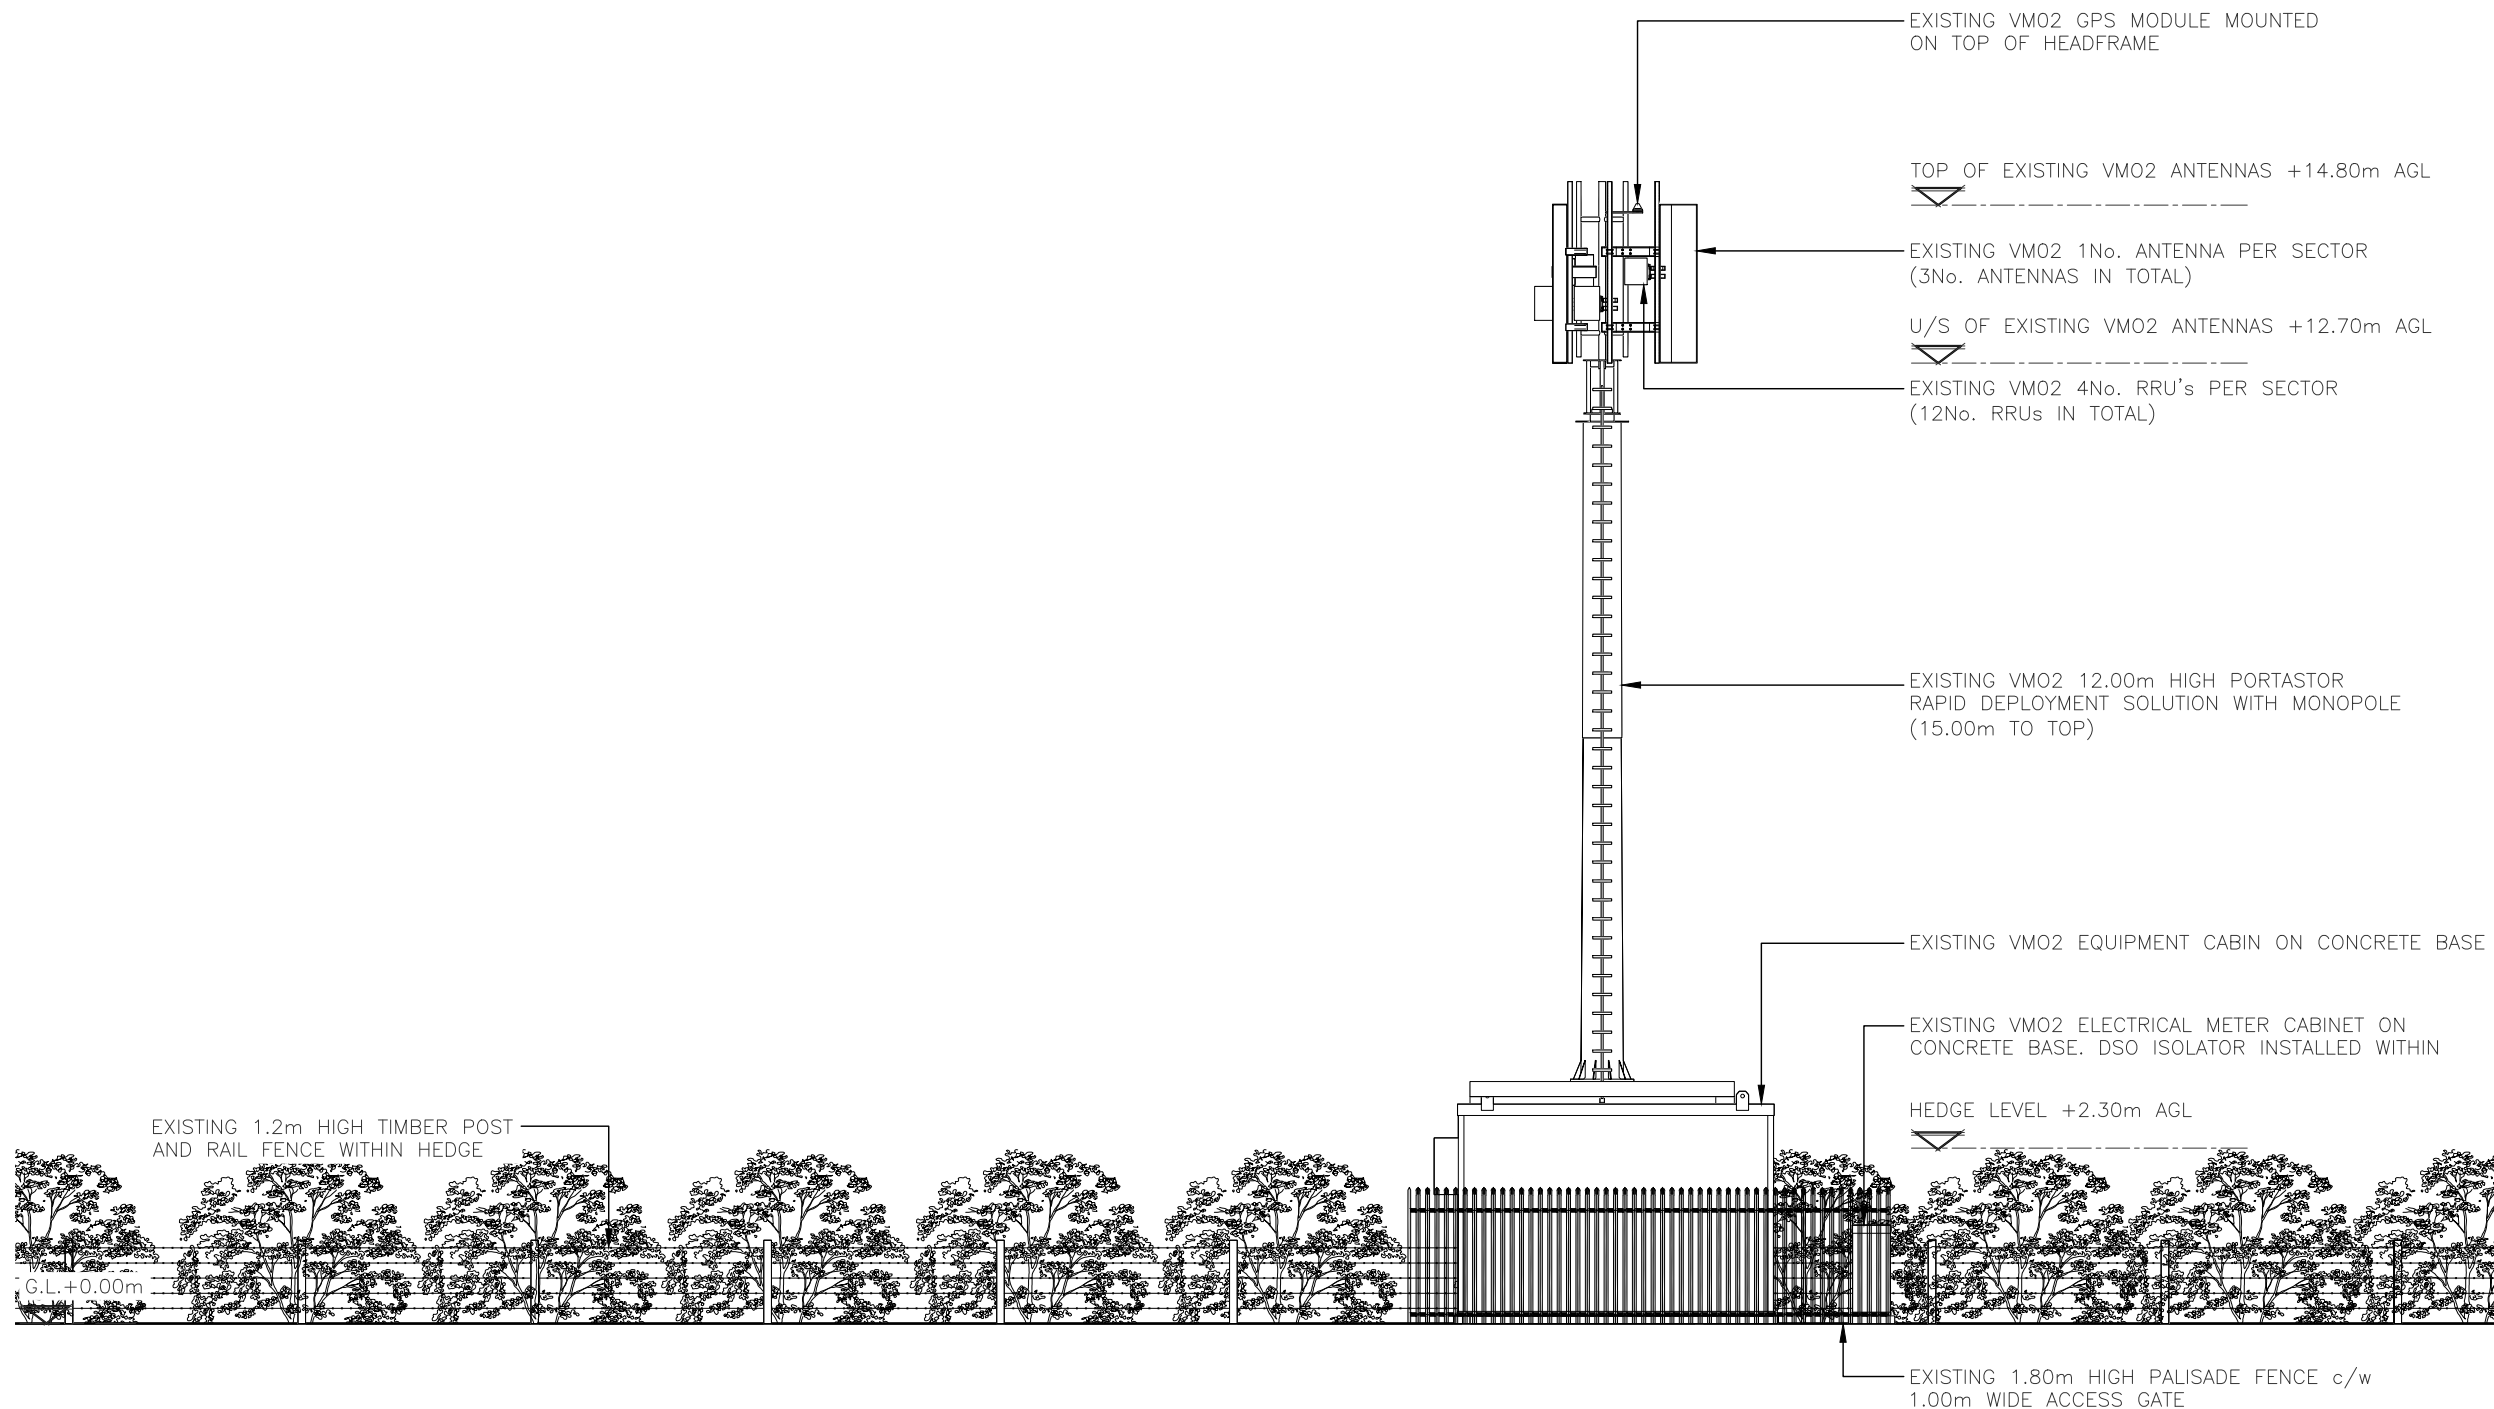 EXISTING VMO2 GPS MODULE MOUNTED
ON TOP OF HEADFRAME
TOP OF EXISTING VMO2 ANTENNAS +14.80m AGL
EXISTING VMO2 1No. ANTENNA PER SECTOR
(3No. ANTENNAS IN TOTAL)
U/S OF EXISTING VMO2 ANTENNAS +12.70m AGL
EXISTING VMO2 4No. RRU's PER SECTOR
(12No. RRUs IN TOTAL)
EXISTING VMO2 12.00m HIGH PORTASTOR
RAPID DEPLOYMENT SOLUTION WITH MONOPOLE
(15.00m TO TOP)
EXISTING VMO2 EQUIPMENT CABIN ON CONCRETE BASE
EXISTING VMO2 ELECTRICAL METER CABINET ON
CONCRETE BASE. DSO ISOLATOR INSTALLED WITHIN
HEDGE LEVEL +2.30m AGL
EXISTING 1.2m HIGH TIMBER POST
AND RAIL FENCE WITHIN HEDGE
G.L.+0.00m
EXISTING 1.80m HIGH PALISADE FENCE c/w
1.00m WIDE ACCESS GATE